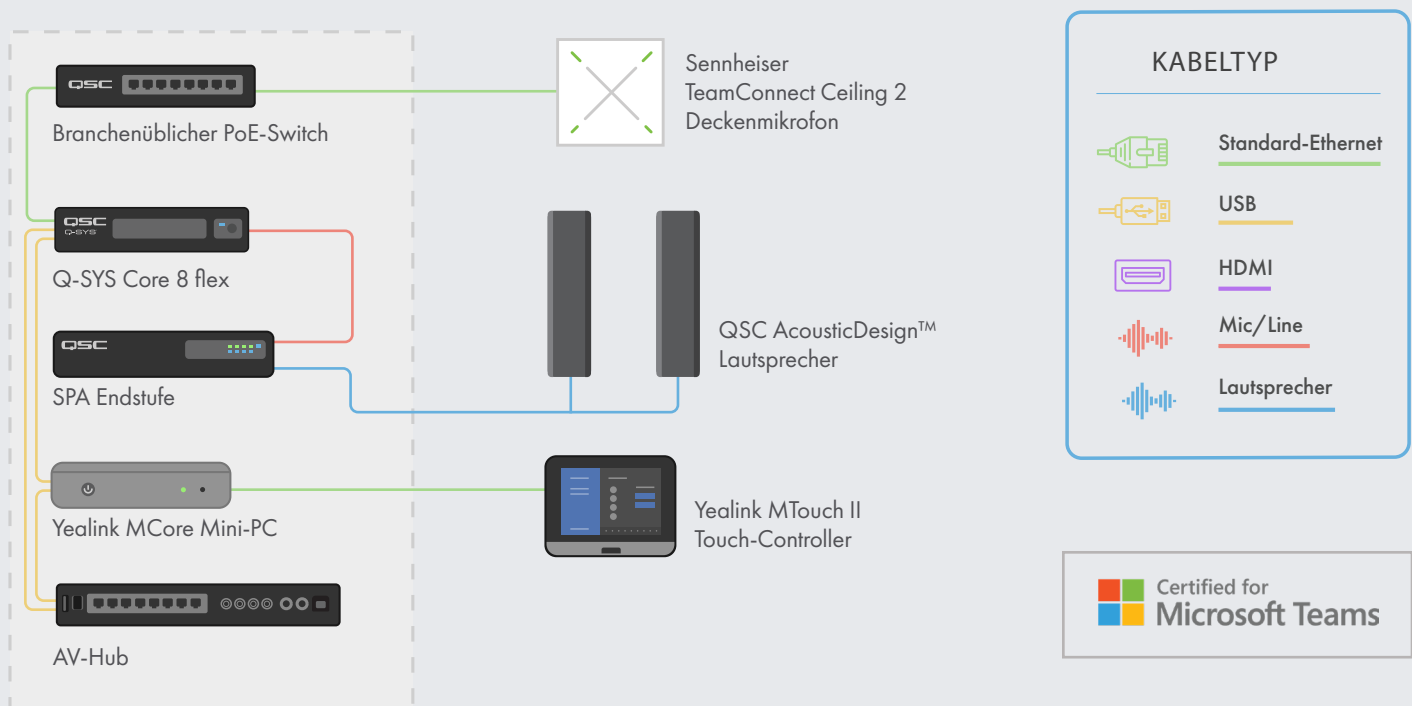 QSC
Branchenüblicher PoE-Switch
QSC
Q-SYS
Q-SYS Core 8 flex
QSC
SPA Endstufe
Yealink MCore Mini-PC
AV-Hub
Sennheiser
TeamConnect Ceiling 2
Deckenmikrofon
QSC AcousticDesign™
Lautsprecher
Yealink MTouch II
Touch-Controller
KABELTYP
Standard-Ethernet
USB
HDMI
Mic/Line
Lautsprecher
Certified for
Microsoft Teams